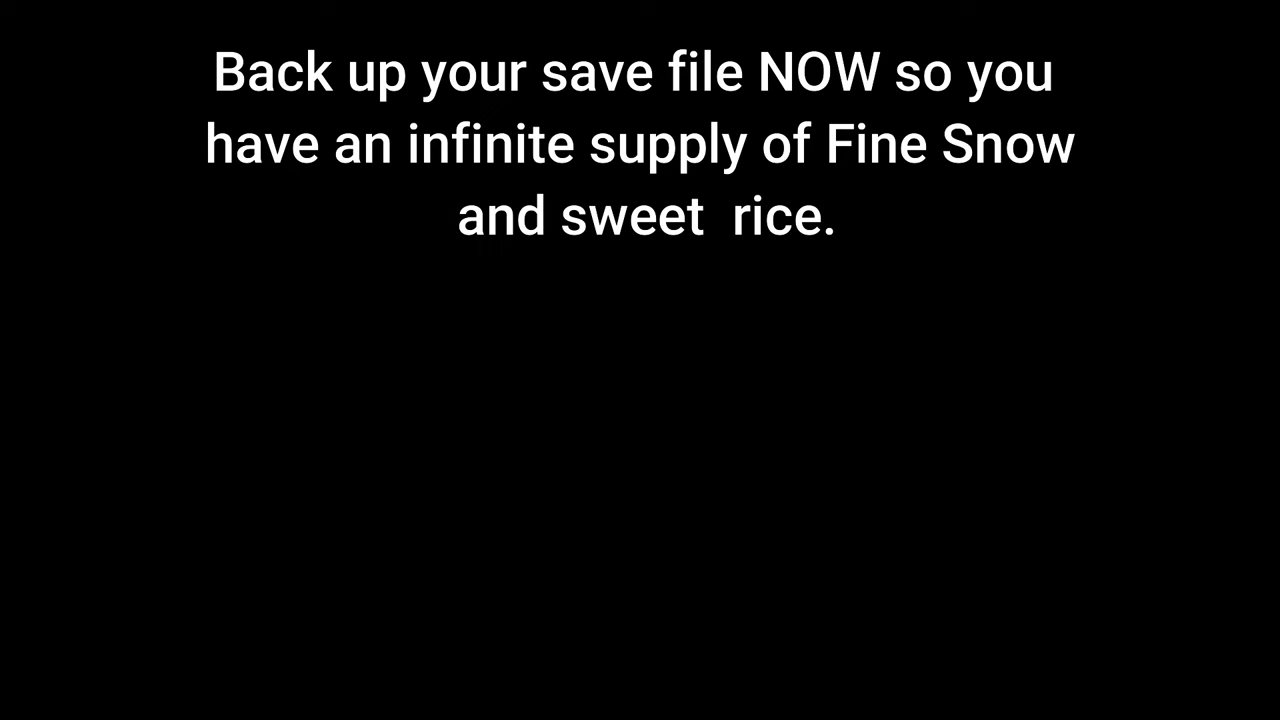 Back up your save file NOW so you
have an infinite supply of Fine Snow
and sweet  rice.